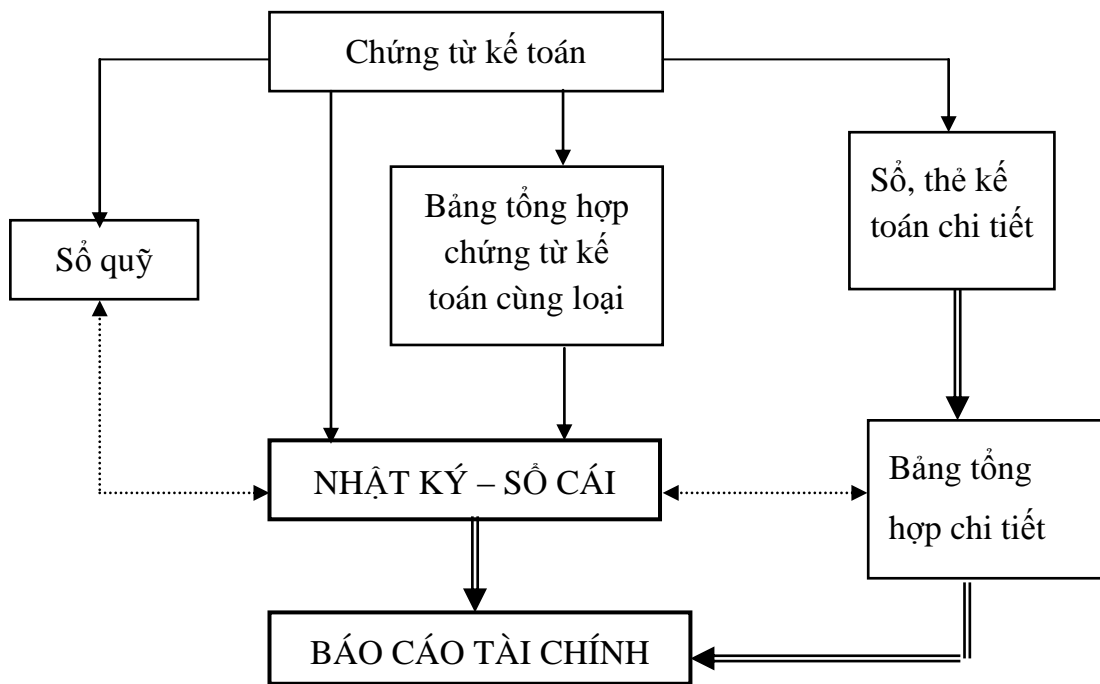 Chứng từ kế toán
Sổ quỹ
Bảng tổng hợp
chứng từ kế
toán cùng loại
Sổ, thẻ kế
toán chi tiết
NHẬT KÝ – SỔ CÁI
Bảng tổng
hợp chi tiết
BÁO CÁO TÀI CHÍNH